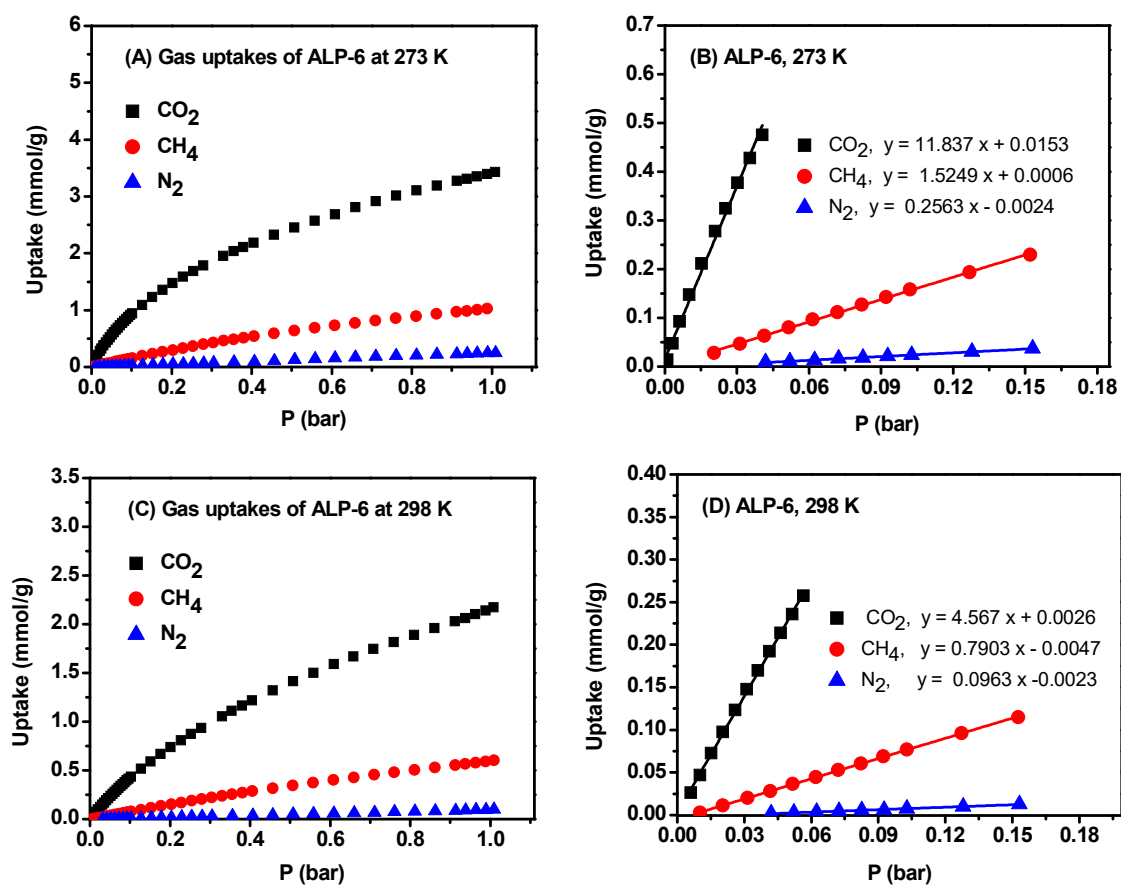 (A) Gas uptakes of ALP-6 at 273 K
CO2
CH4
N2
6
5
4
3
2
1
0
Uptake (mmol/g)
0.0 0.2 0.4 0.6 0.8 1.0
P (bar)
(B) ALP-6, 273 K
CO2, y = 11.837 x + 0.0153
CH4, y = 1.5249 x + 0.0006
N2, y = 0.2563 x - 0.0024
0.7
0.6
0.5
0.4
0.3
0.2
0.1
0.0
Uptake (mmol/g)
0.00 0.03 0.06 0.09 0.12 0.15 0.18
P (bar)
(C) Gas uptakes of ALP-6 at 298 K
CO2
CH4
N2
3.5
3.0
2.5
2.0
1.5
1.0
0.5
0.0
Uptake (mmol/g)
0.0 0.2 0.4 0.6 0.8 1.0
P (bar)
(D) ALP-6, 298 K
CO2, y = 4.567 x + 0.0026
CH4, y = 0.7903 x - 0.0047
N2, y = 0.0963 x -0.0023
0.40
0.35
0.30
0.25
0.20
0.15
0.10
0.05
0.00
Uptake (mmol/g)
0.00 0.03 0.06 0.09 0.12 0.15 0.18
P (bar)